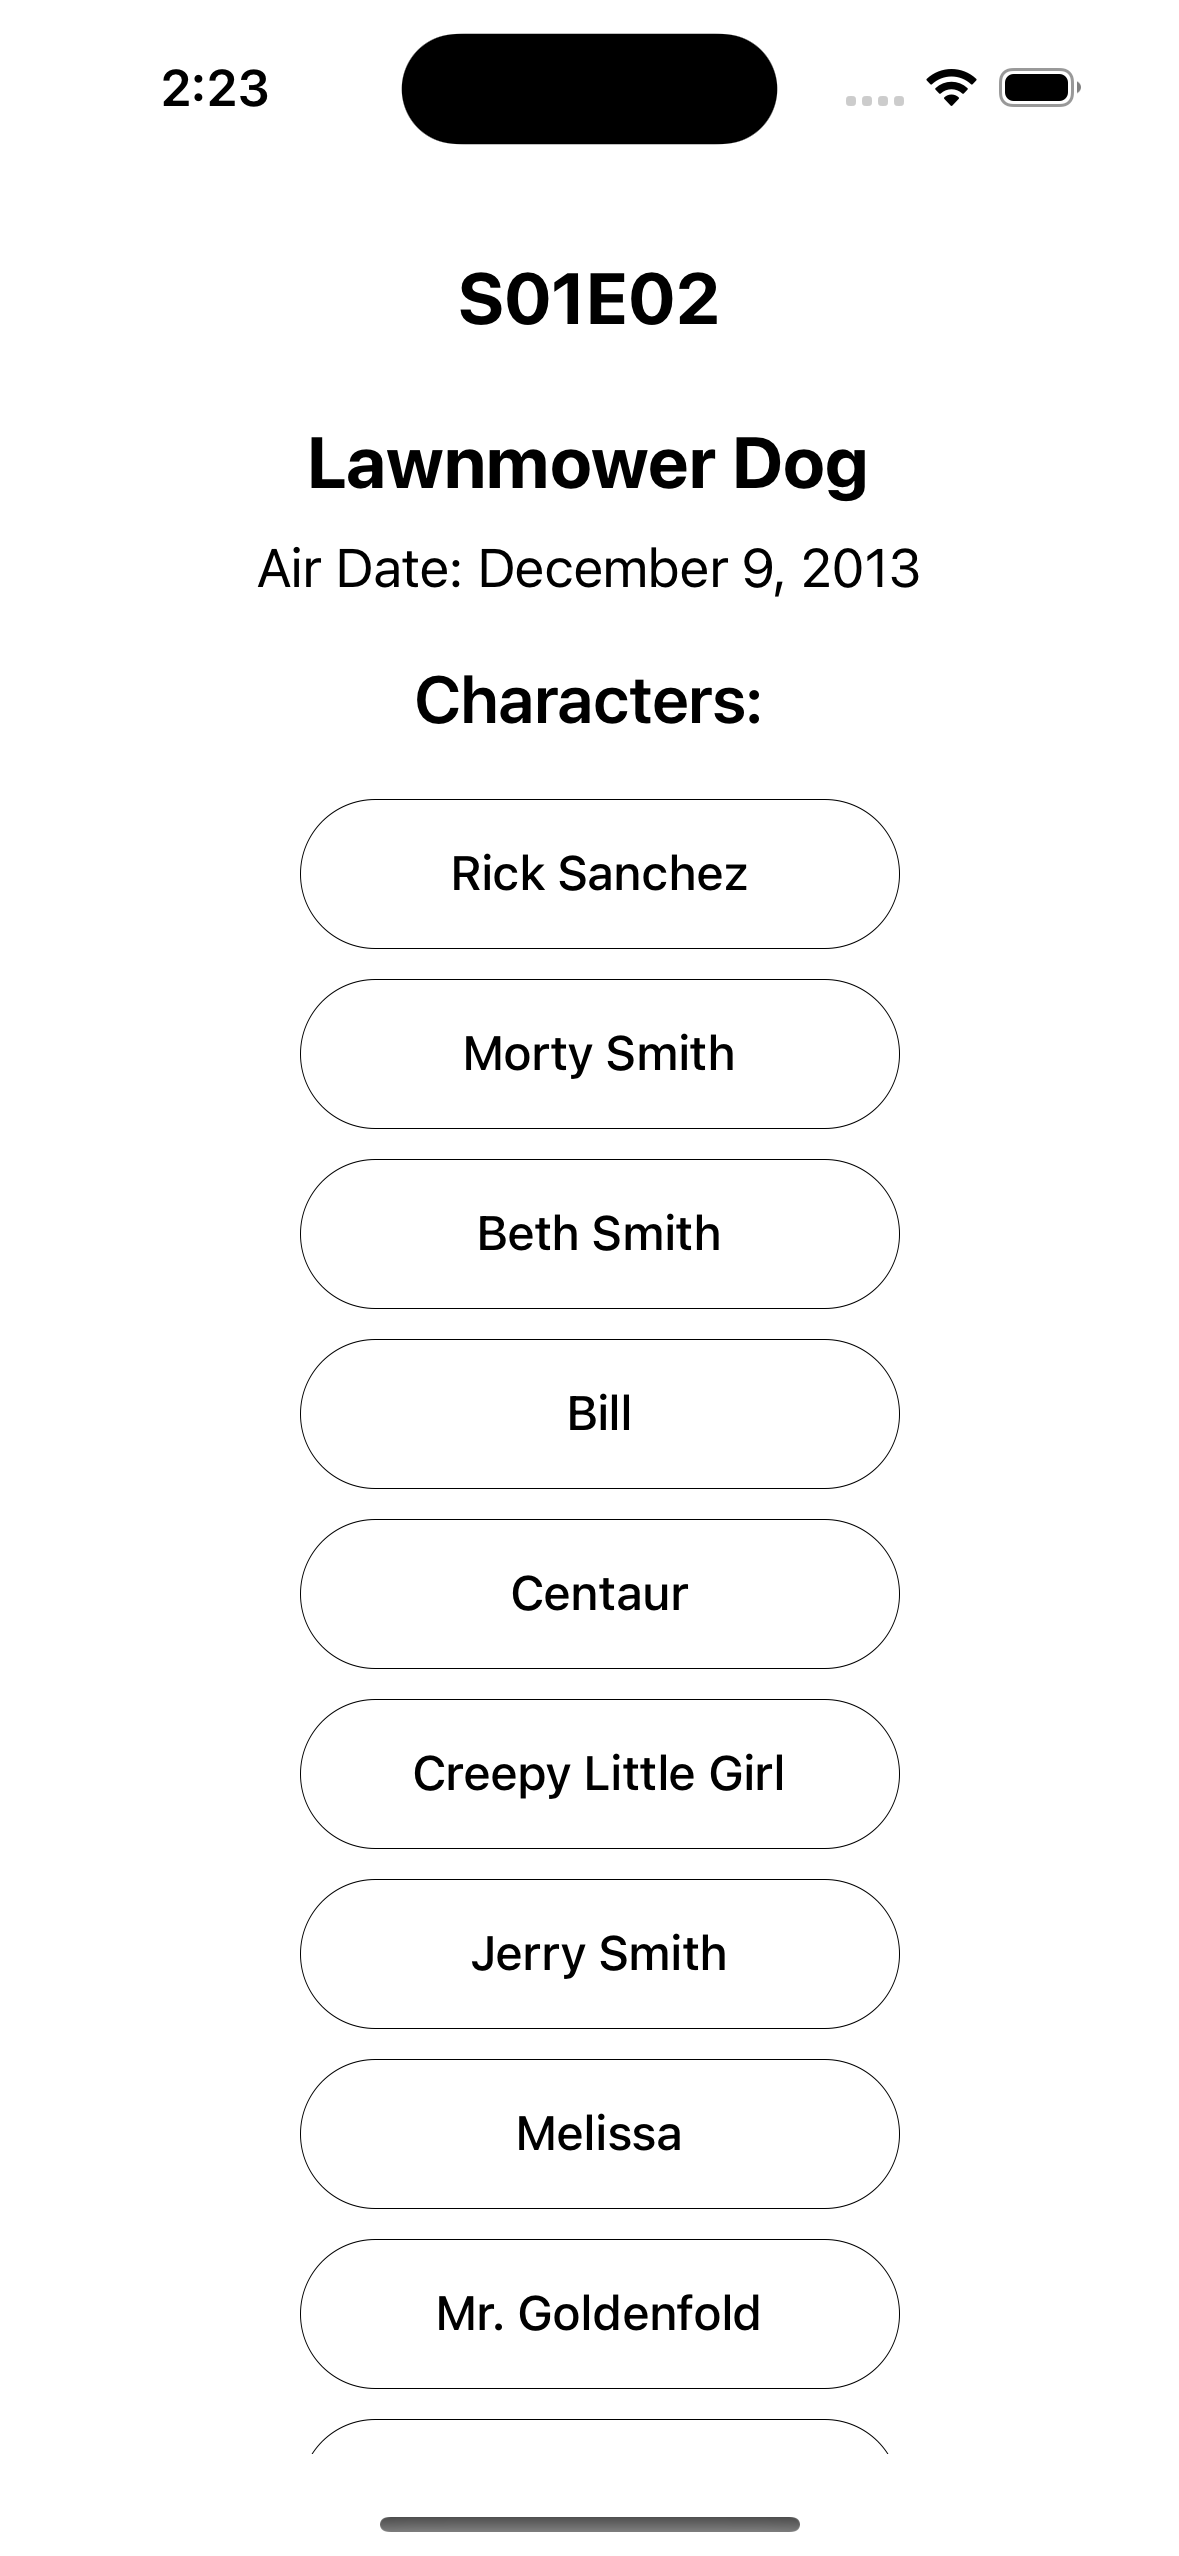 2:23
S01E02
Lawnmower Dog
Air Date: December 9, 2013
Characters:
Rick Sanchez
Morty Smith
Beth Smith
Bill
Centaur
Creepy Little Girl
Jerry Smith
Melissa
Mr. Goldenfold